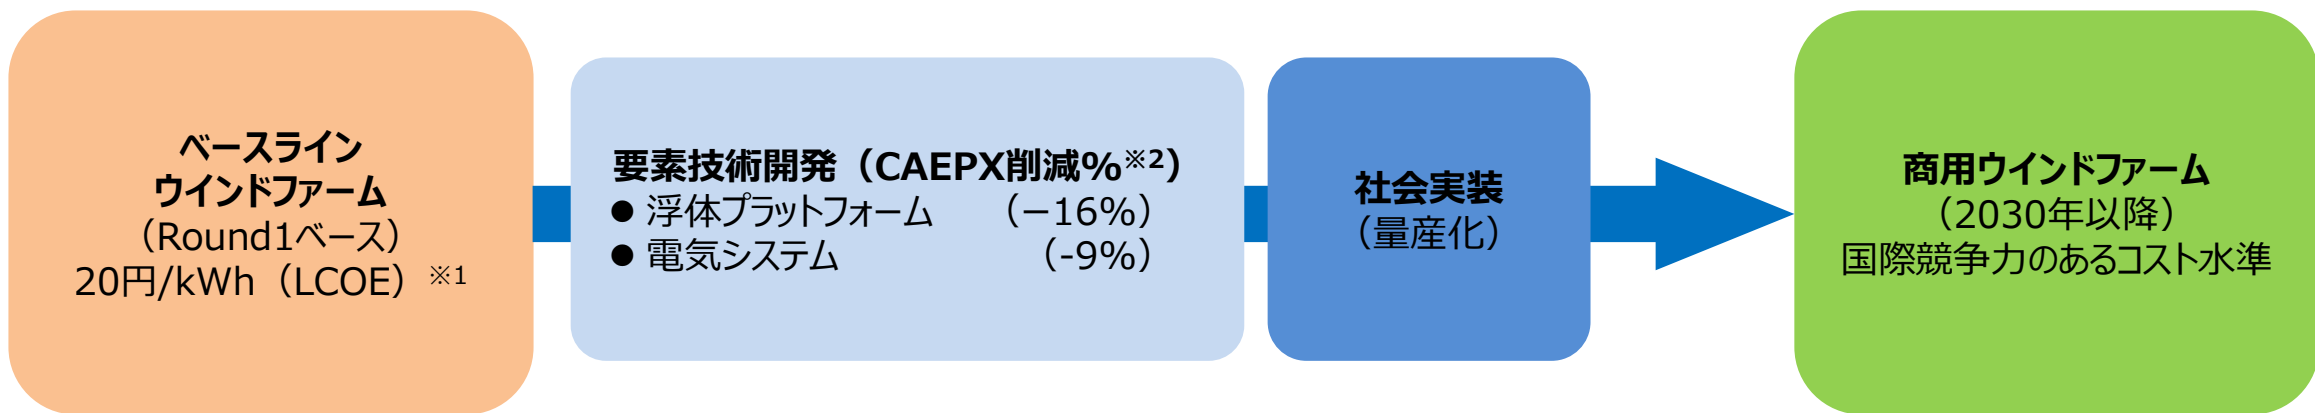 ベースライン
ウインドファーム
（Round1ベース）
20円/kWh（LCOE）※1
要素技術開発（CAEPX削減%※2）
● 浮体プラットフォーム （－16%）
● 電気システム （-9%）
社会実装
（量産化）
商用ウインドファーム
（2030年以降）
国際競争力のあるコスト水準